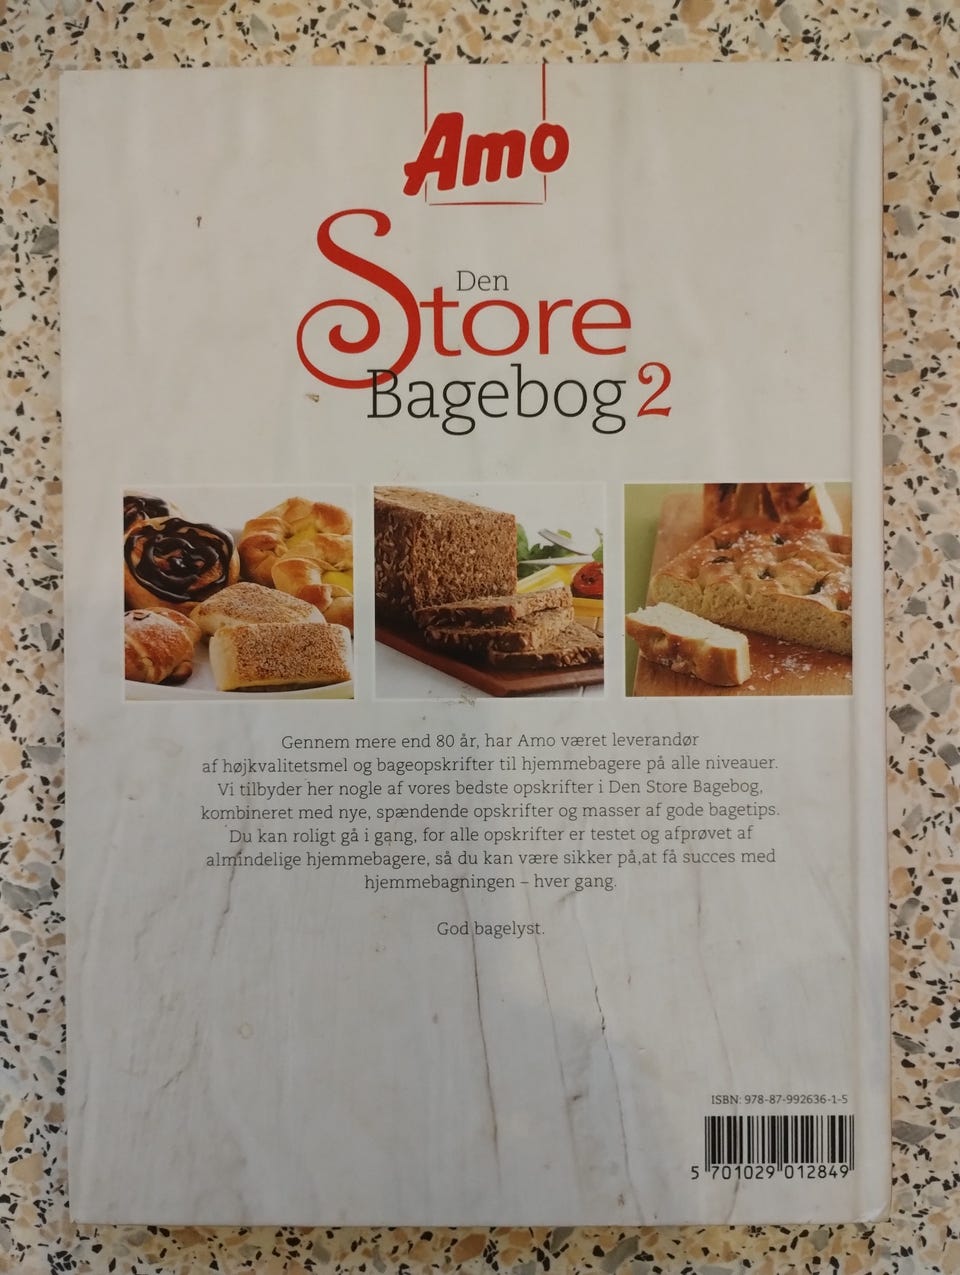 Amo
Den
Store
Bagebog 2
Gennem mere end 80 år, har Amo været leverandør
af højkvalitetsmel og bageopskrifter til hjemmebagere på alle niveauer.
Vi tilbyder her nogle af vores bedste opskrifter i Den Store Bagebog,
kombineret med nye, spændende opskrifter og masser af gode bagetips.
Du kan roligt gå i gang, for alle opskrifter er testet og afprøvet af
almindelige hjemmebagere, så du kan være sikker på,at få succes med
hjemmebagningen – hver gang.
God bagelyst.
ISBN: 978-87-992636-1-5
5 701029 012849